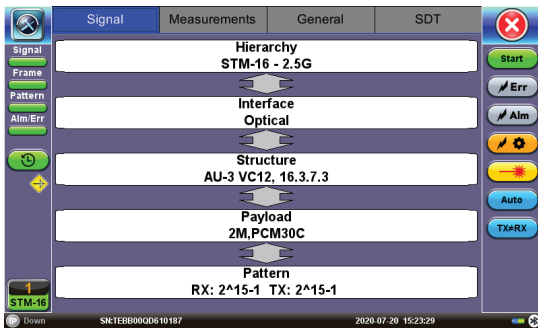 Signal Measurements General SDT
Signal
Frame
Pattern
Alm/Err
Hierarchy
STM-16 - 2.5G
Interface
Optical
Structure
AU-3 VC12, 16.3.7.3
Payload
2M,PCM30C
Pattern
RX: 2^15-1 TX: 2^15-1
Start
Err
Alm
Auto
TX≠RX
1
STM-16
IP Down SN:TEBB00QD610187 2020-07-20 15:23:29